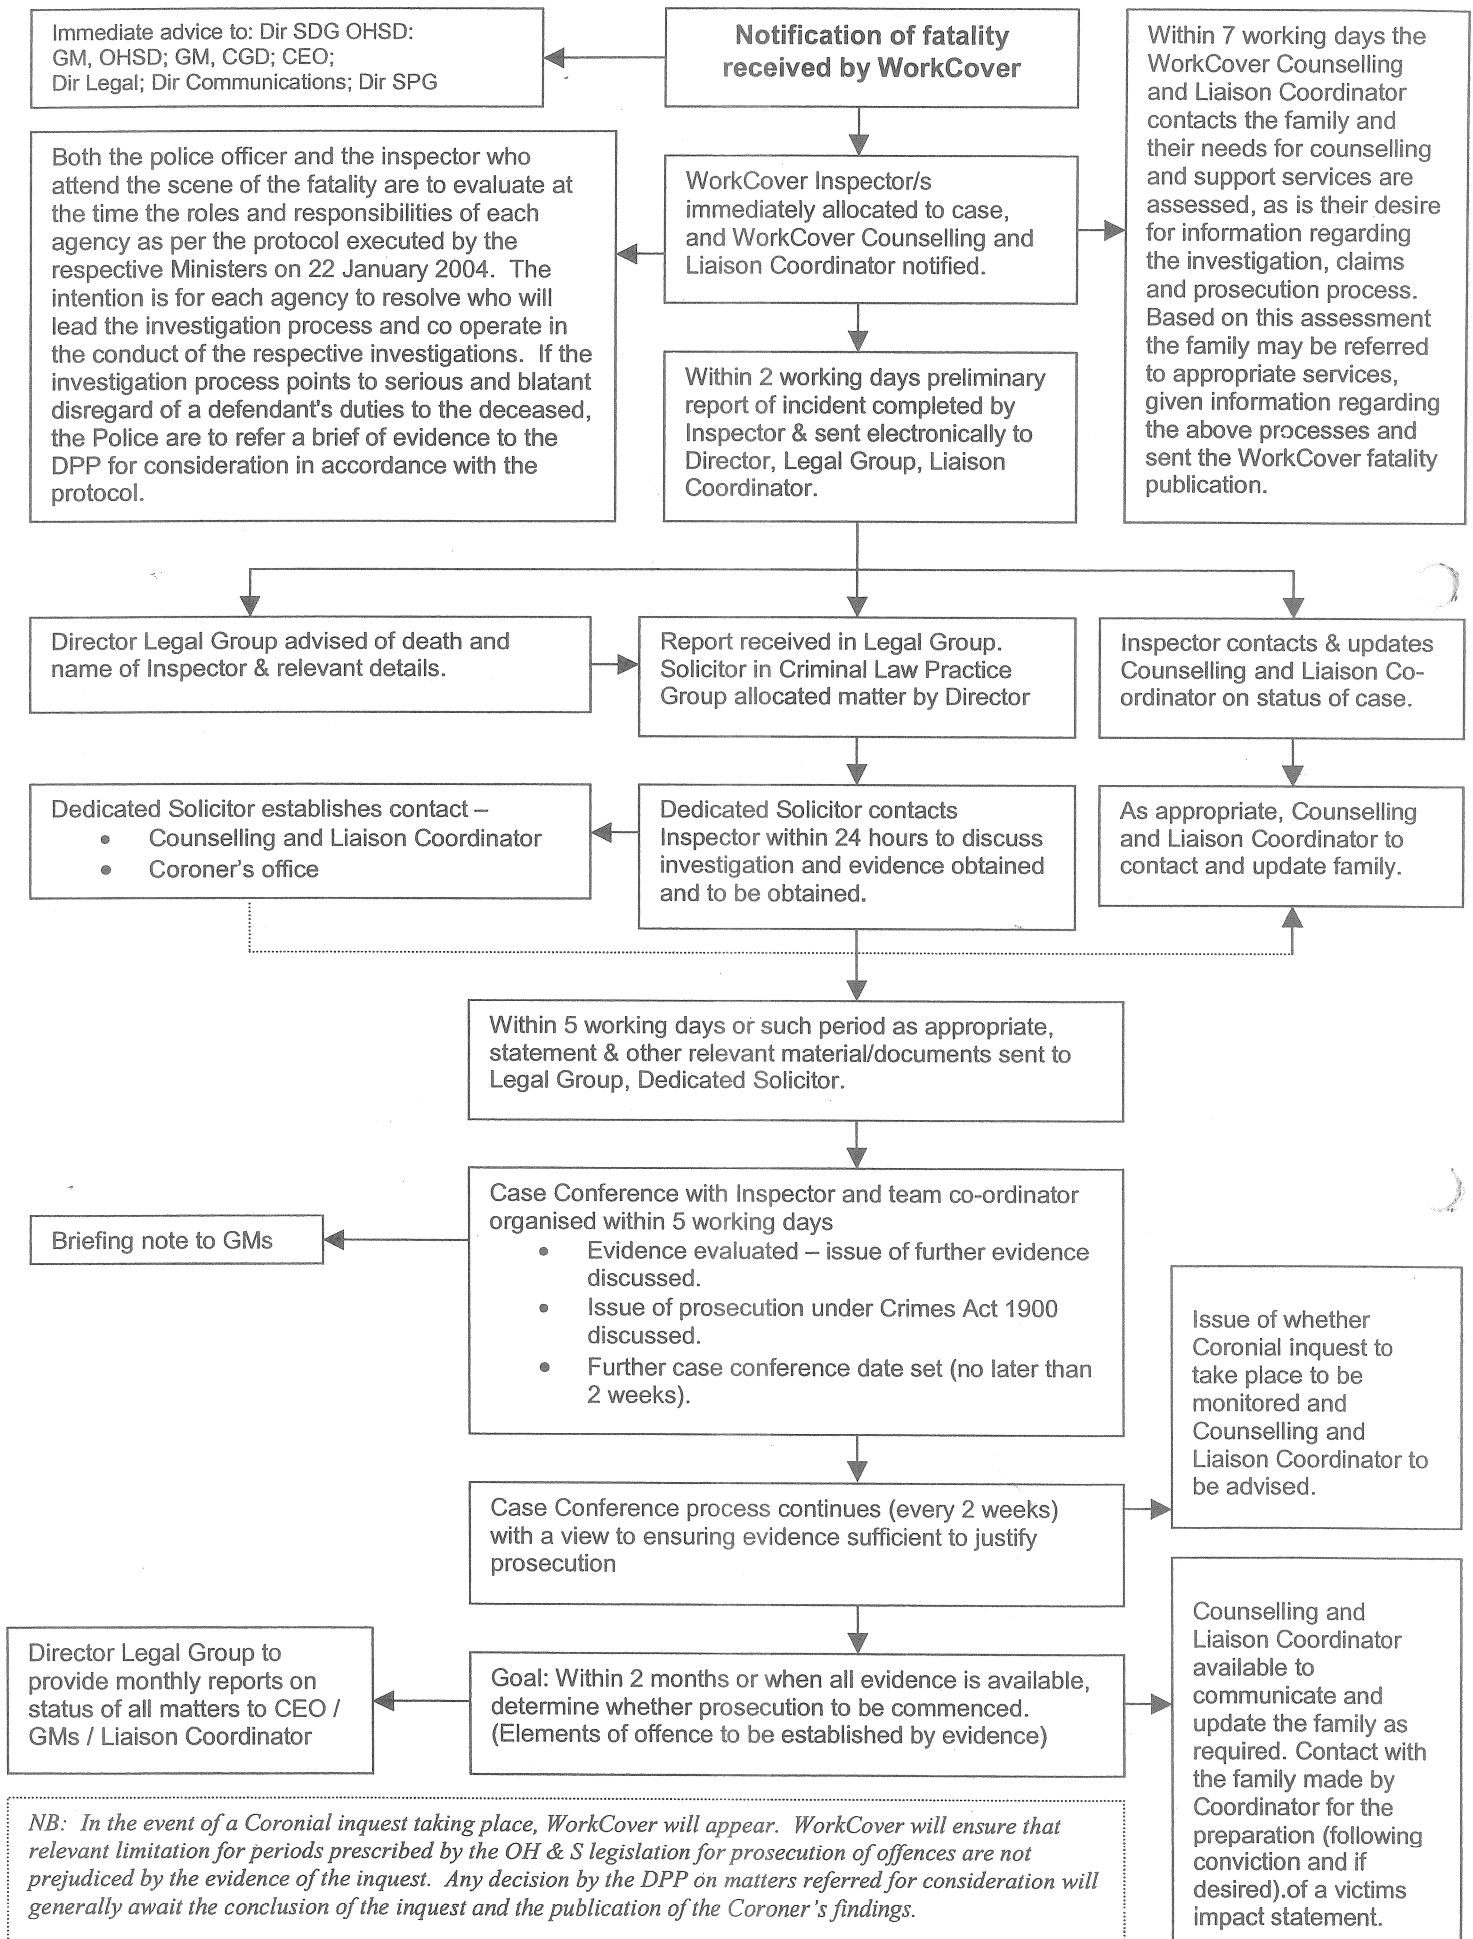 Immediate advice to: Dir SDG OHSD:
GM, OHSD; GM, CGD; CEO;
Dir Legal; Dir Communications; Dir SPG
Notification of fatality
received by WorkCover
Within 7 working days the
WorkCover Counselling
and Liaison Coordinator
contacts the family and
their needs for counselling
and support services are
assessed, as is their desire
for information regarding
the investigation, claims
and prosecution process.
Based on this assessment
the family may be referred
to appropriate services,
given information regarding
the above processes and
sent the WorkCover fatality
publication.
Both the police officer and the inspector who
attend the scene of the fatality are to evaluate at
the time the roles and responsibilities of each
agency as per the protocol executed by the
respective Ministers on 22 January 2004.  The
intention is for each agency to resolve who will
lead the investigation process and co operate in
the conduct of the respective investigations.  If the
investigation process points to serious and blatant
disregard of a defendant's duties to the deceased,
the Police are to refer a brief of evidence to the
DPP for consideration in accordance with the
protocol.
WorkCover Inspector/s
immediately allocated to case,
and WorkCover Counselling and
Liaison Coordinator notified.
Within 2 working days preliminary
report of incident completed by
Inspector & sent electronically to
Director, Legal Group, Liaison
Coordinator.
Director Legal Group advised of death and
name of Inspector & relevant details.
Report received in Legal Group.
Solicitor in Criminal Law Practice
Group allocated matter by Director
Inspector contacts & updates
Counselling and Liaison Co-
ordinator on status of case.
Dedicated Solicitor establishes contact –
• Counselling and Liaison Coordinator
• Coroner's office
Dedicated Solicitor contacts
Inspector within 24 hours to discuss
investigation and evidence obtained
and to be obtained.
As appropriate, Counselling
and Liaison Coordinator to
contact and update family.
Within 5 working days or such period as appropriate,
statement & other relevant material/documents sent to
Legal Group, Dedicated Solicitor.
Case Conference with Inspector and team co-ordinator
organised within 5 working days
• Evidence evaluated – issue of further evidence
discussed.
• Issue of prosecution under Crimes Act 1900
discussed.
• Further case conference date set (no later than
2 weeks).
Briefing note to GMs
Issue of whether
Coronial inquest to
take place to be
monitored and
Counselling and
Liaison Coordinator to
be advised.
Case Conference process continues (every 2 weeks)
with a view to ensuring evidence sufficient to justify
prosecution
Director Legal Group to
provide monthly reports on
status of all matters to CEO /
GMs / Liaison Coordinator
Goal: Within 2 months or when all evidence is available,
determine whether prosecution to be commenced.
(Elements of offence to be established by evidence)
Counselling and
Liaison Coordinator
available to
communicate and
update the family as
required. Contact with
the family made by
Coordinator for the
preparation (following
conviction and if
desired).of a victims
impact statement.
NB:  In the event of a Coronial inquest taking place, WorkCover will appear.  WorkCover will ensure that
relevant limitation for periods prescribed by the OH & S legislation for prosecution of offences are not
prejudiced by the evidence of the inquest.  Any decision by the DPP on matters referred for consideration will
generally await the conclusion of the inquest and the publication of the Coroner's findings.